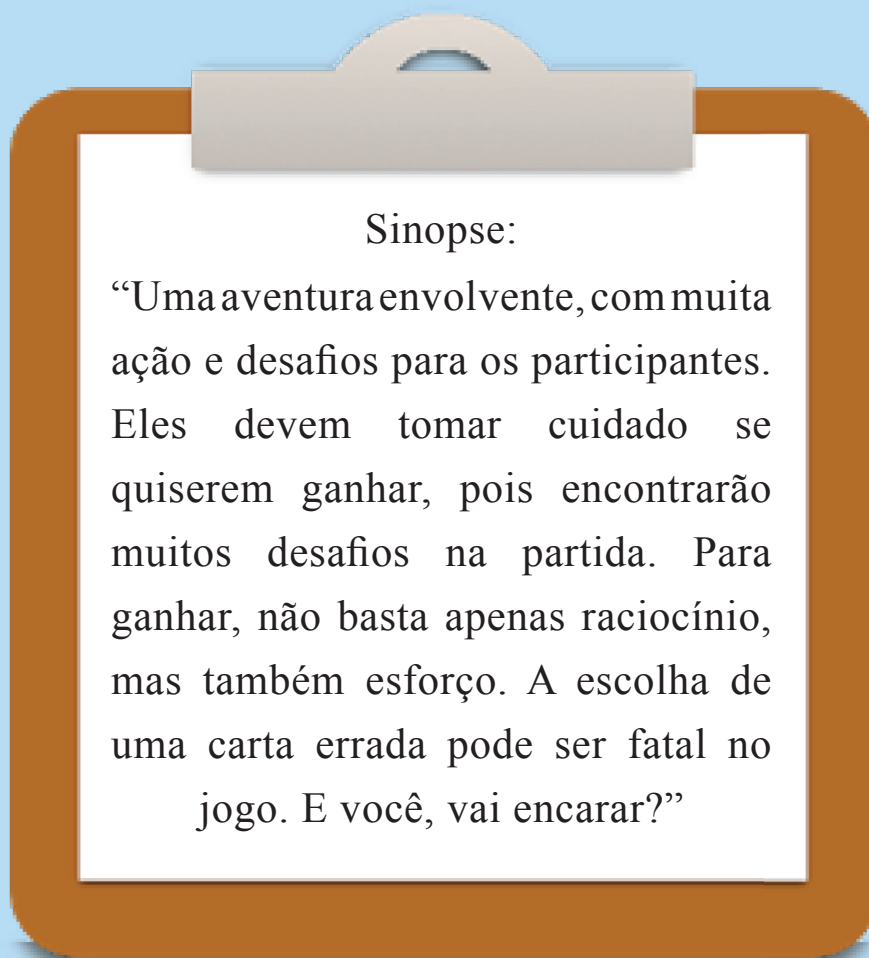 Sinopse:
“Uma aventura envolvente, com muita
ação e desafios para os participantes.
Eles devem tomar cuidado se
quiserem ganhar, pois encontrarão
muitos desafios na partida. Para
ganhar, não basta apenas raciocínio,
mas também esforço. A escolha de
uma carta errada pode ser fatal no
jogo. E você, vai encarar?”